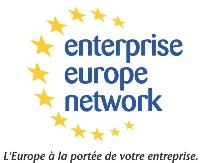 enterprise
europe
network
L'Europe à la portée de votre entreprise.